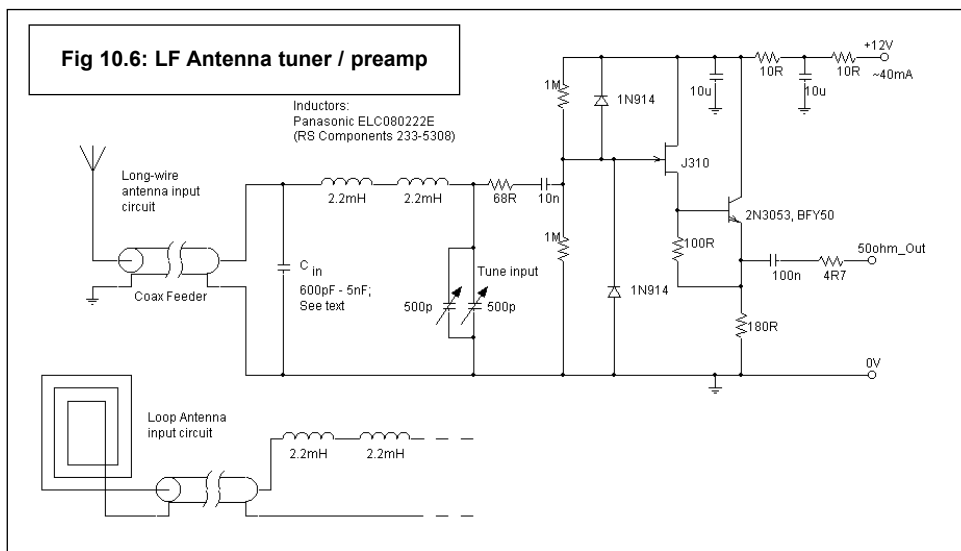 Fig 10.6: LF Antenna tuner / preamp
Inductors:
Panasonic ELC080222E
(RS Components 233-5308)
Long-wire
antenna input
circuit
Coax Feeder
2.2mH
2.2mH
C in
600pF - 5nF;
See text
Tune input
500p
500p
68R
10n
1M
1M
1N914
1N914
10u
10R
10u
10R
+12V
~40mA
J310
2N3053, BFY50
100R
100n
4R7
50ohm_Out
180R
0V
Loop Antenna
input circuit
2.2mH
2.2mH